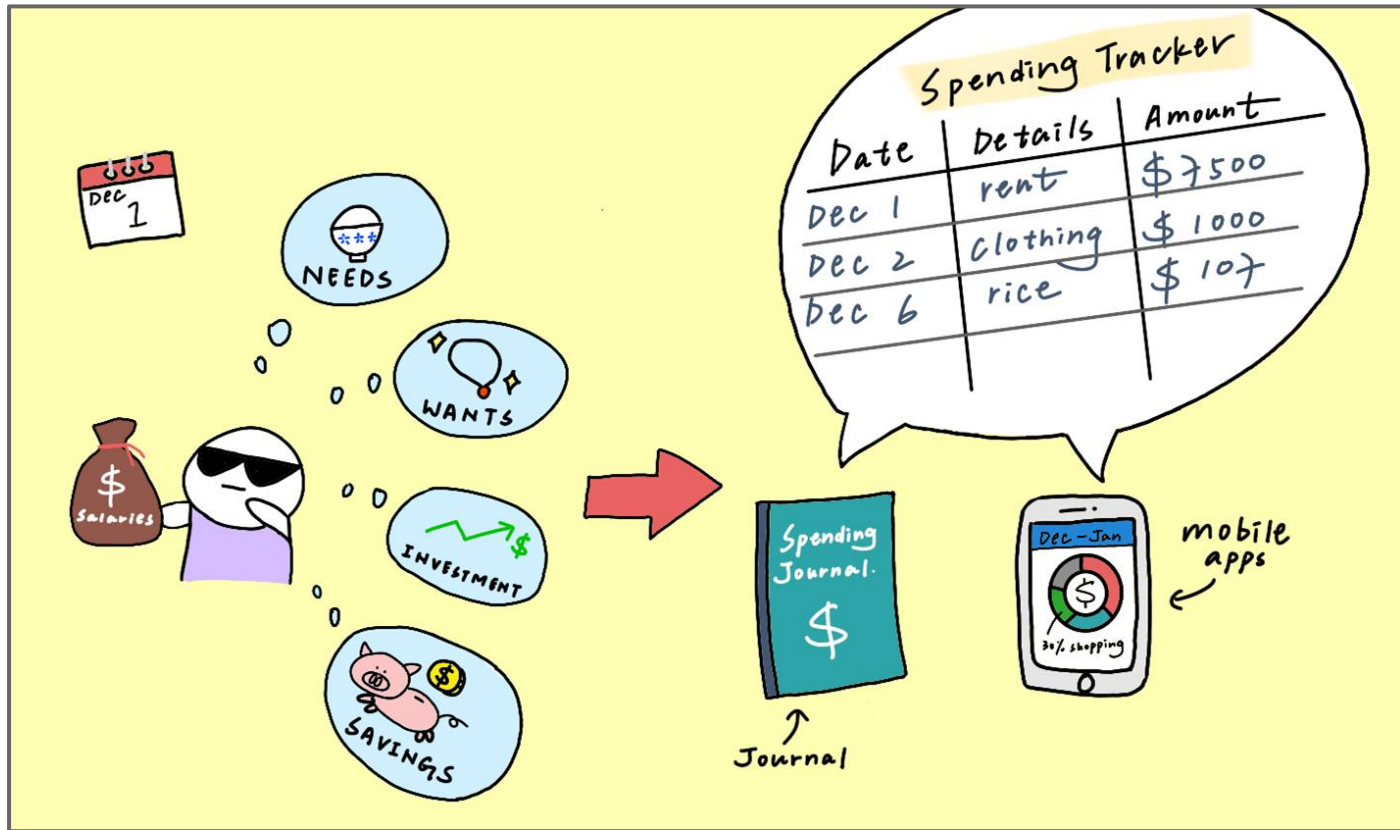 Dec
1
NEEDS
WANTS
INVESTMENT
$
SAVINGS
$
$
Salaries
Spending Tracker
Date Details Amount
Dec 1 rent $7500
Dec 2 clothing $1000
Dec 6 rice $107
Spending
Journal.
$
Journal
Dec-Jan
$
30% shopping
mobile
apps